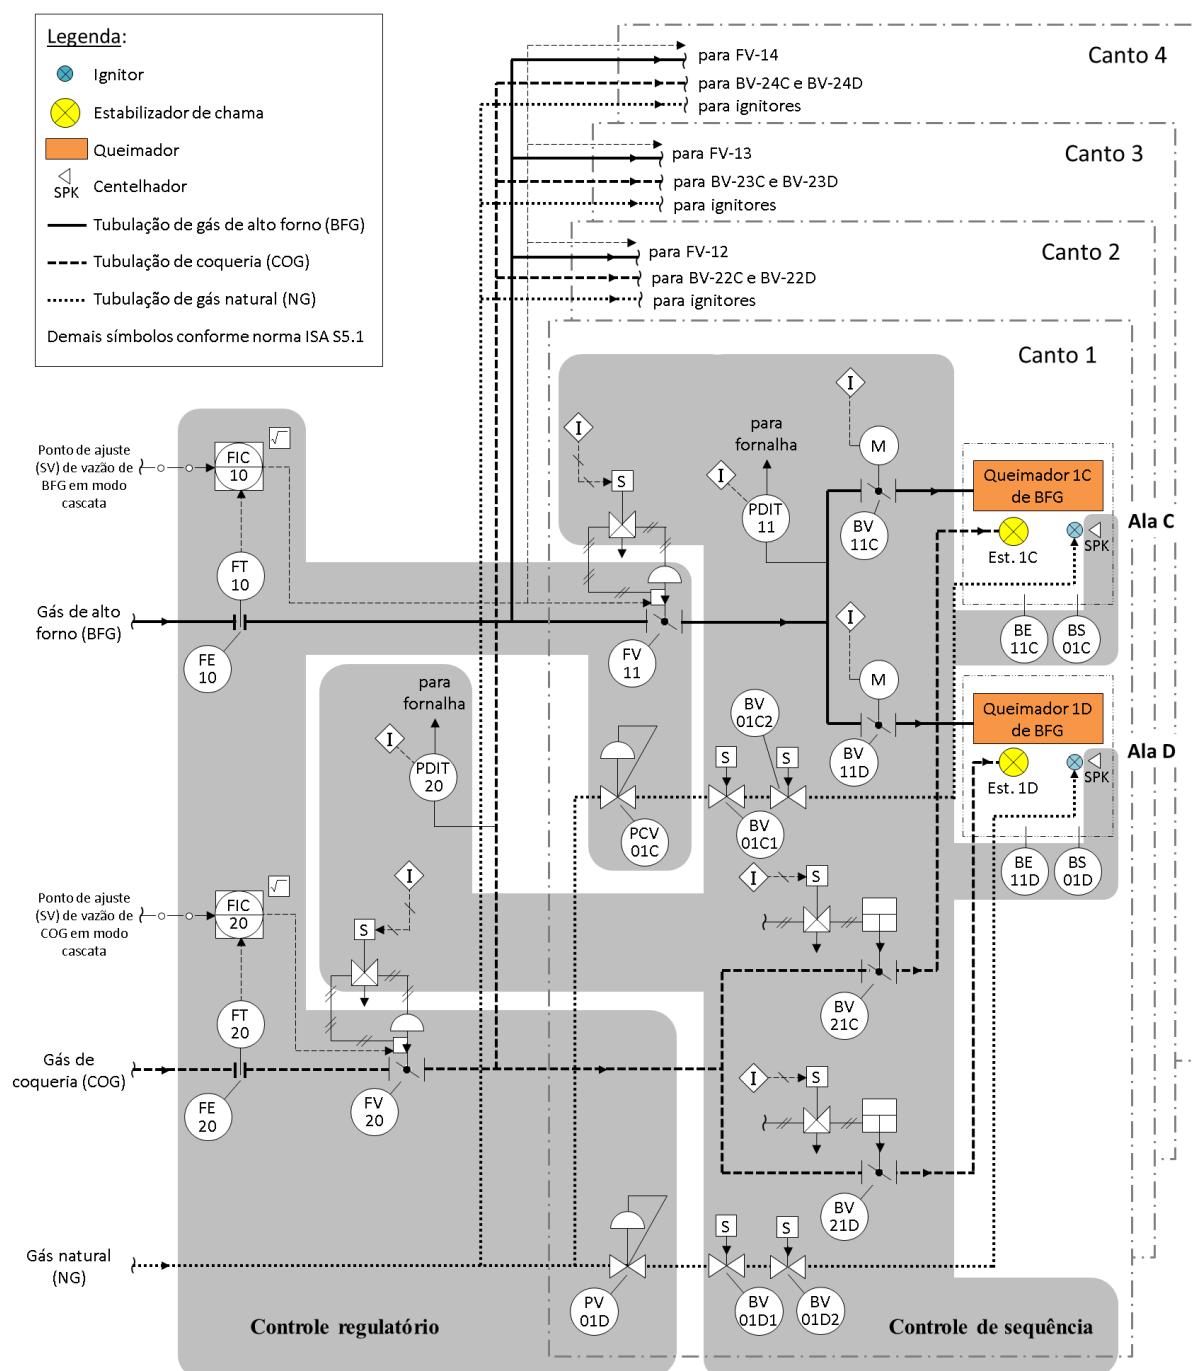 Legenda:
Ignitor
Estabilizador de chama
Queimador
SPK
Centelhador
Tubulação de gás de alto forno (BFG)
Tubulação de coqueria (COG)
Tubulação de gás natural (NG)
Demais símbolos conforme norma ISA S5.1
Canto 4
para FV-14
para BV-24C e BV-24D
para ignitores
Canto 3
para FV-13
para BV-23C e BV-23D
para ignitores
Canto 2
para FV-12
para BV-22C e BV-22D
para ignitores
Canto 1
I
I
para
fornalha
M
Ponto de ajuste
(SV) de vazão de
BFG em modo
cascata
FIC
10
√
S
I
PDIT
11
BV
11C
Queimador 1C
de BFG
Ala C
Est. 1C
SPK
FT
10
Gás de alto
forno (BFG)
FE
10
FV
11
I
BE
11C
BS
01C
para
fornalha
M
BV
01C2
Queimador 1D
de BFG
I
PDIT
20
S
S
BV
11D
Ala D
Est. 1D
SPK
PCV
01C
BV
01C1
BE
11D
BS
01D
Ponto de ajuste
(SV) de vazão de
COG em modo
cascata
FIC
20
√
I
S
I
S
BV
21C
FT
20
Gás de
coqueria (COG)
FE
20
FV
20
I
S
BV
21D
Gás natural
(NG)
S
S
PV
01D
BV
01D1
BV
01D2
Controle regulatório
Controle de sequência